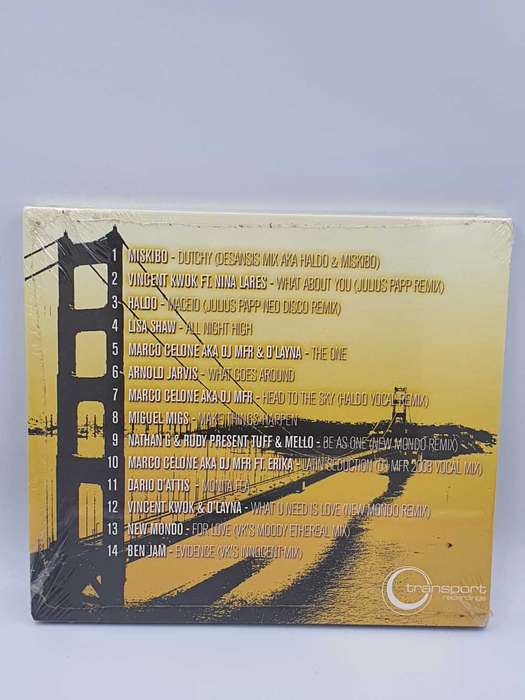 1 MISKIBO - DUTCHY (DESANSIS MIX AKA HALDO & MISKIBO)
2 VINCENT KWOK FT. NINA LARES - WHAT ABOUT YOU (JULIUS PAPP REMIX)
3 HALDO - MACEIO (JULIUS PAPP NEO DISCO REMIX)
4 LISA SHAW - ALL NIGHT HIGH
5 MARCO CELONE AKA DJ MFR & D'LAYNA - THE ONE
6 ARNOLD JARVIS - WHAT GOES AROUND
7 MARCO CELONE AKA DJ MFR - HEAD TO THE SKY (HALDO VOCAL REMIX)
8 MIGUEL MIGS - MAKE THINGS HAPPEN
9 NATHAN G & RUDY PRESENT TUFF & MELLO - BE AS ONE (NEW MONDO REMIX)
10 MARCO CELONE AKA DJ MFR FT. ERIKA - LATIN SEDUCTION (DJ MFR 2008 VOCAL MIX)
11 DARIO D'ATTIS - MONITA
12 VINCENT KWOK & D'LAYNA - WHAT U NEED IS LOVE (NEW MONDO REMIX)
13 NEW MONDO - FOR LOVE (VK'S MOODY ETHEREAL MIX)
14 BEN JAM - EVIDENCE (VK'S INNOCENT MIX)
transport
recordings